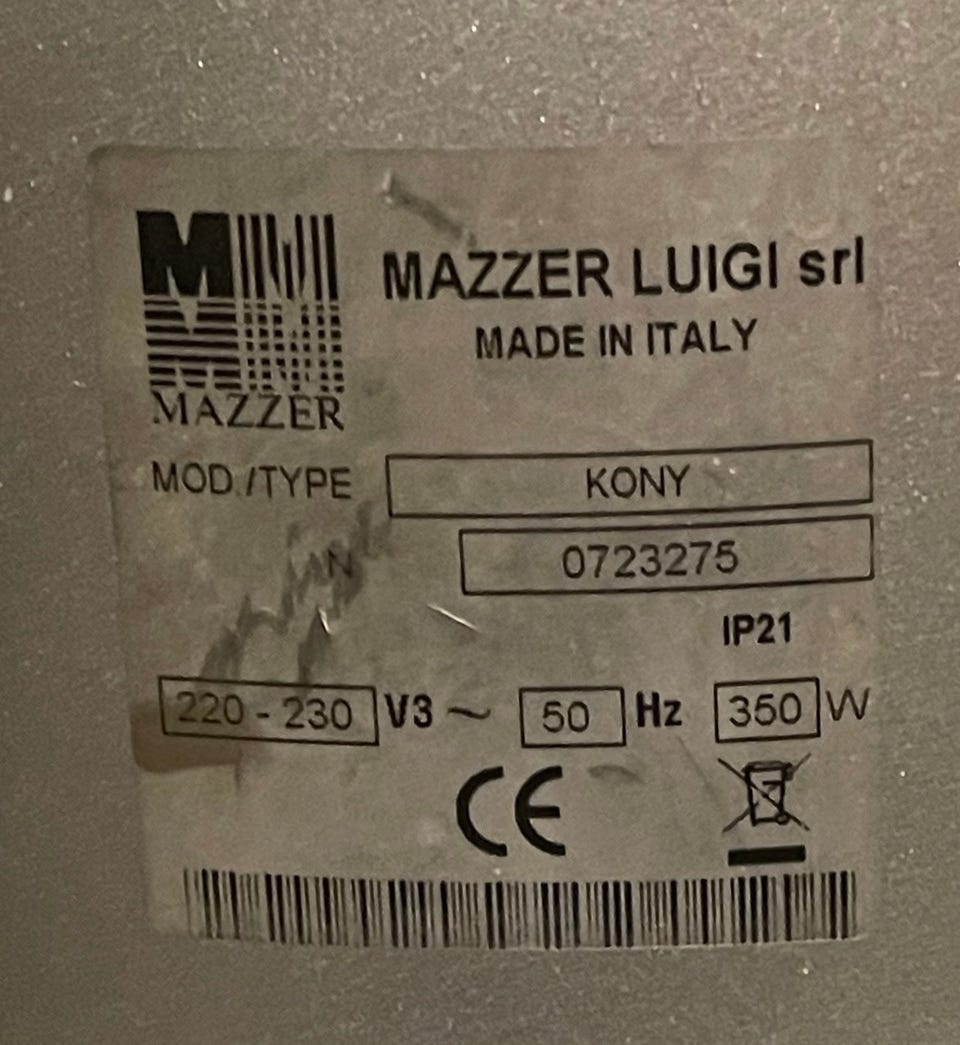 M
MAZZER
MAZZER LUIGI srl
MADE IN ITALY
MOD./TYPE KONY
N 0723275
IP21
220 - 230 V3 ~ 50 Hz 350 W
CE